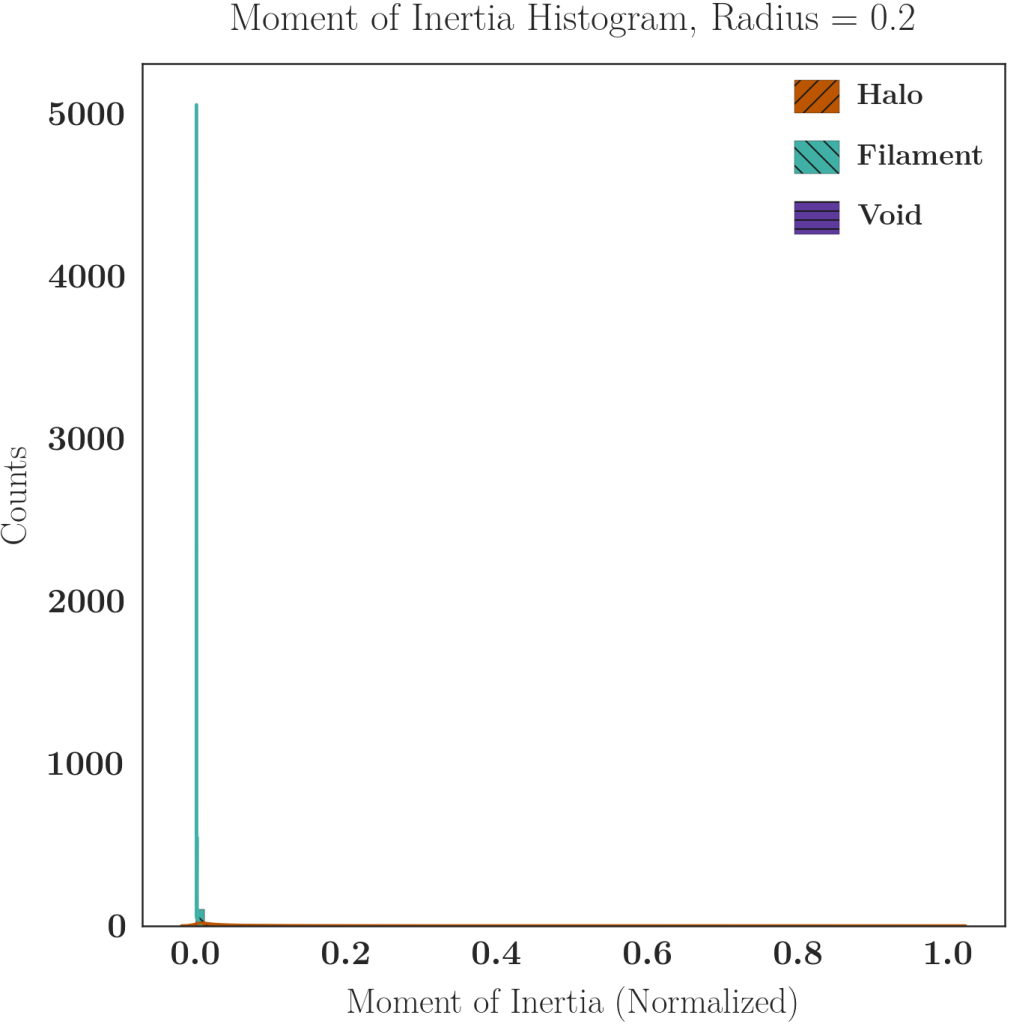 Moment of Inertia Histogram, Radius = 0.2
Halo
Filament
Void
5000
4000
3000
2000
1000
0
Counts
0.0 0.2 0.4 0.6 0.8 1.0
Moment of Inertia (Normalized)